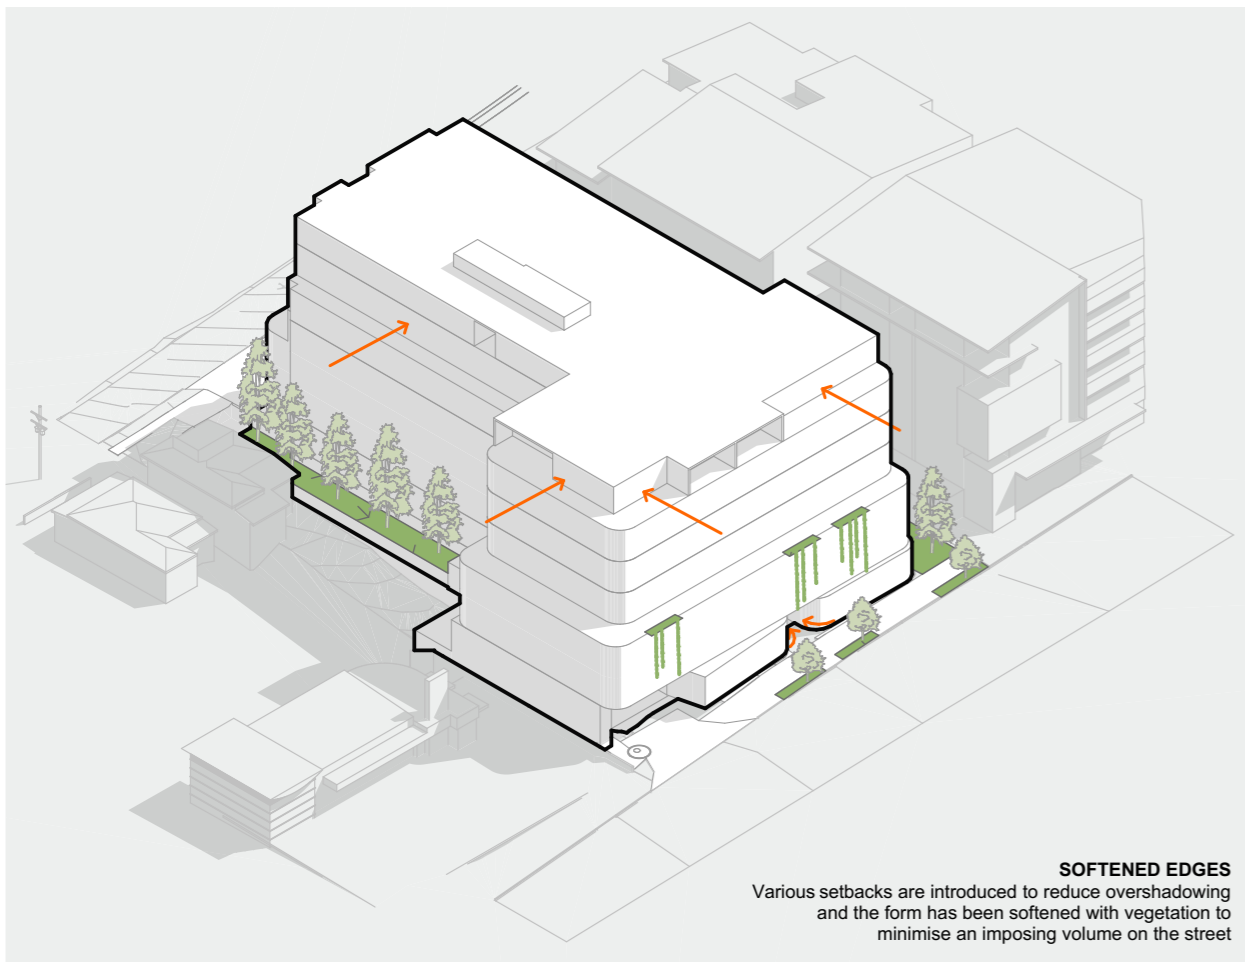 SOFTENED EDGES
Various setbacks are introduced to reduce overshadowing
and the form has been softened with vegetation to
minimise an imposing volume on the street